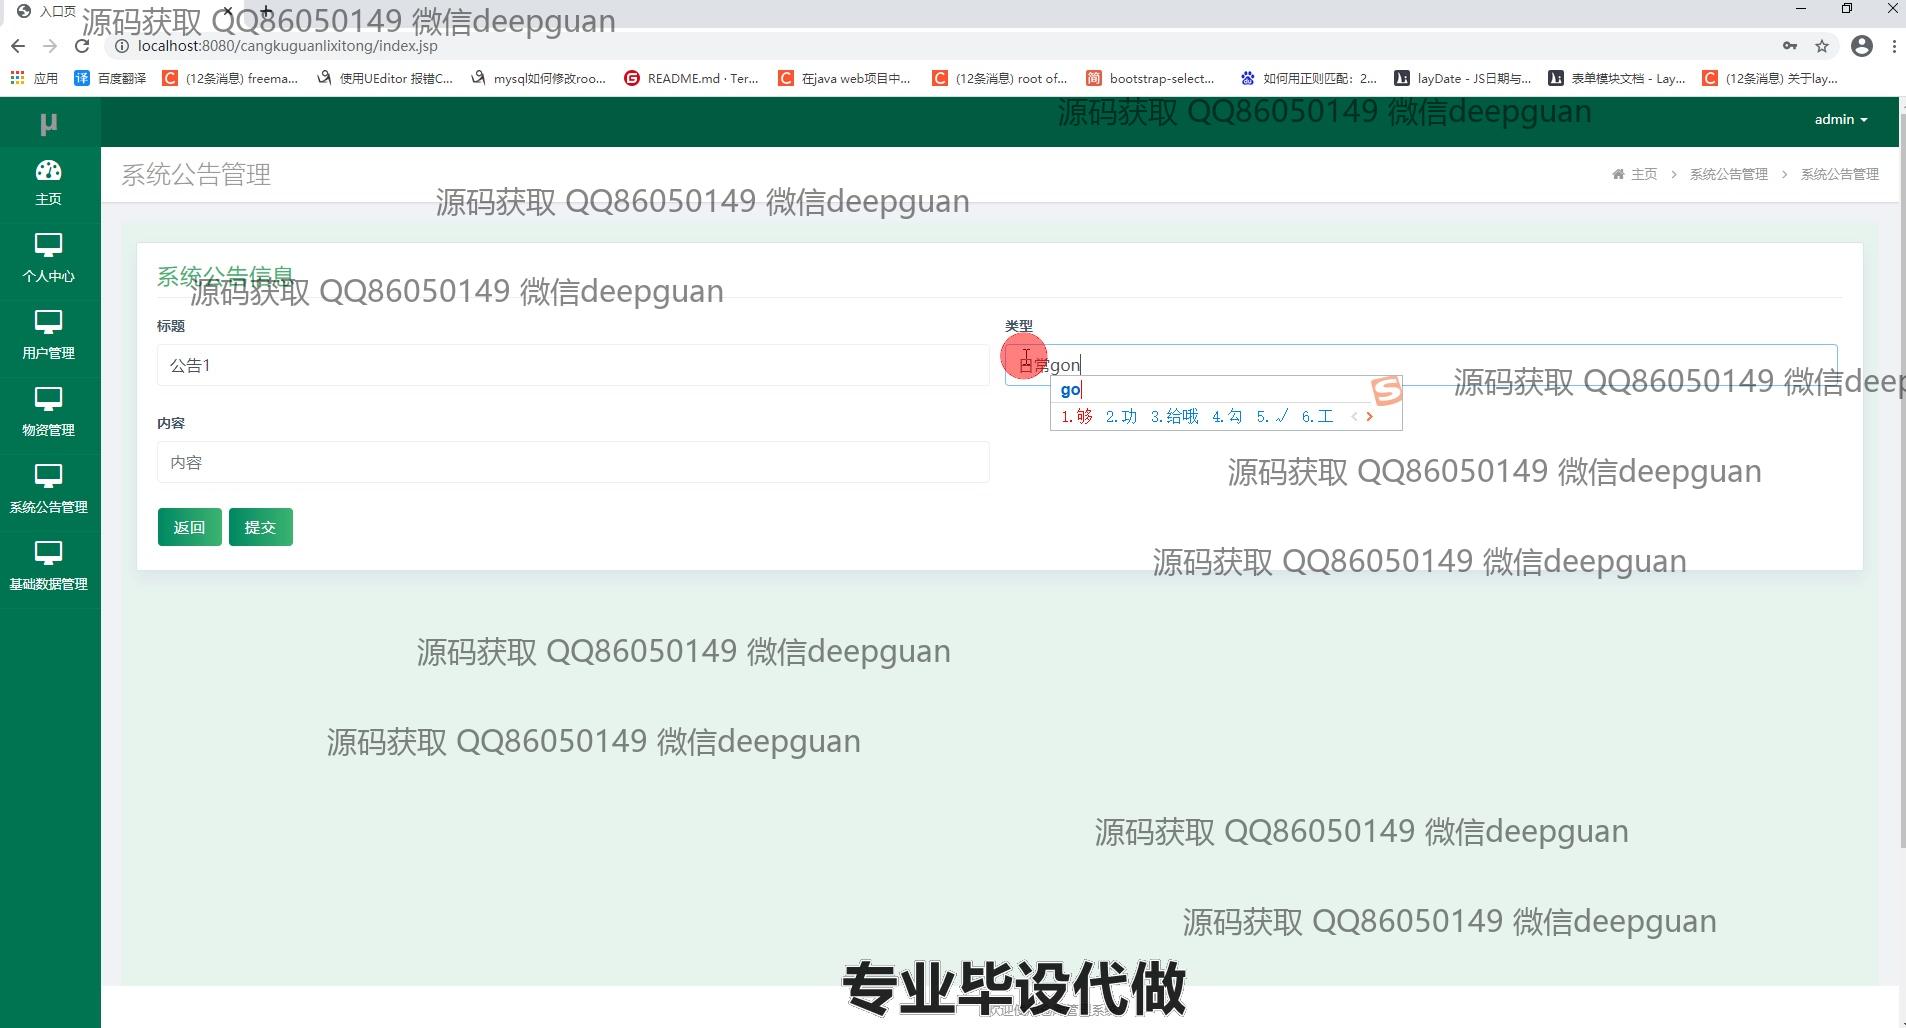 入口页
源码获取 QQ86050149 微信deepguan
localhost:8080/cangkuguanlixitong/index.jsp
应用 百度翻译 (12条消息) freema... 使用UEditor 报错C... mysql如何修改roo... README.md · Ter... 在java web项目中... (12条消息) root of... bootstrap-select... 如何用正则匹配：2... layDate - JS日期与... 表单模块文档 - Lay... (12条消息) 关于lay...
源码获取 QQ86050149 微信deepguan
μ
admin
主页
系统公告管理
主页 > 系统公告管理 > 系统公告管理
源码获取 QQ86050149 微信deepguan
个人中心
系统公告信息
源码获取 QQ86050149 微信deepguan
标题
类型
用户管理
公告1
日常gon
源码获取 QQ86050149 微信deep
go
1.够 2.功 3.给哦 4.勾 5.√ 6.工
物资管理
内容
内容
源码获取 QQ86050149 微信deepguan
系统公告管理
返回 提交
源码获取 QQ86050149 微信deepguan
基础数据管理
源码获取 QQ86050149 微信deepguan
源码获取 QQ86050149 微信deepguan
源码获取 QQ86050149 微信deepguan
源码获取 QQ86050149 微信deepguan
专业毕设代做